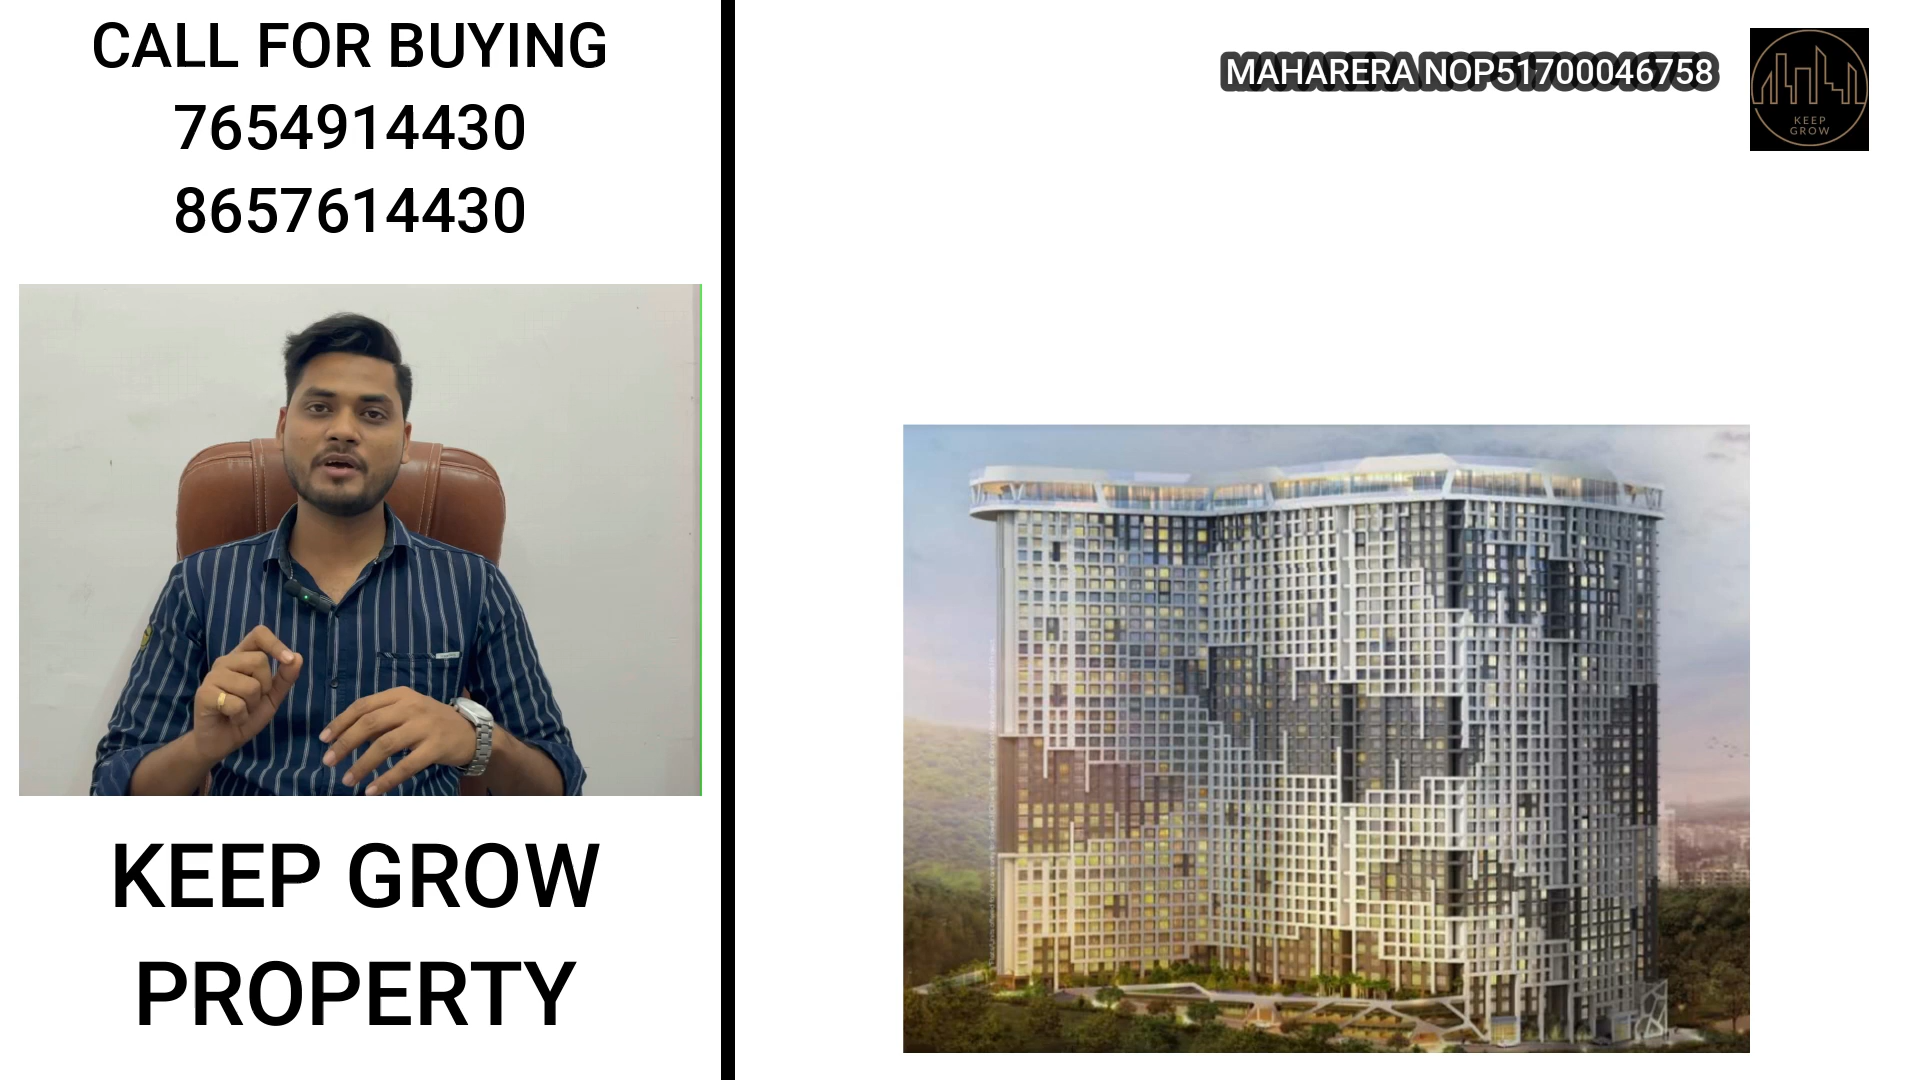 CALL FOR BUYING
7654914430
8657614430
KEEP GROW
PROPERTY
MAHARERA NOP51700046758
KEEP
GROW